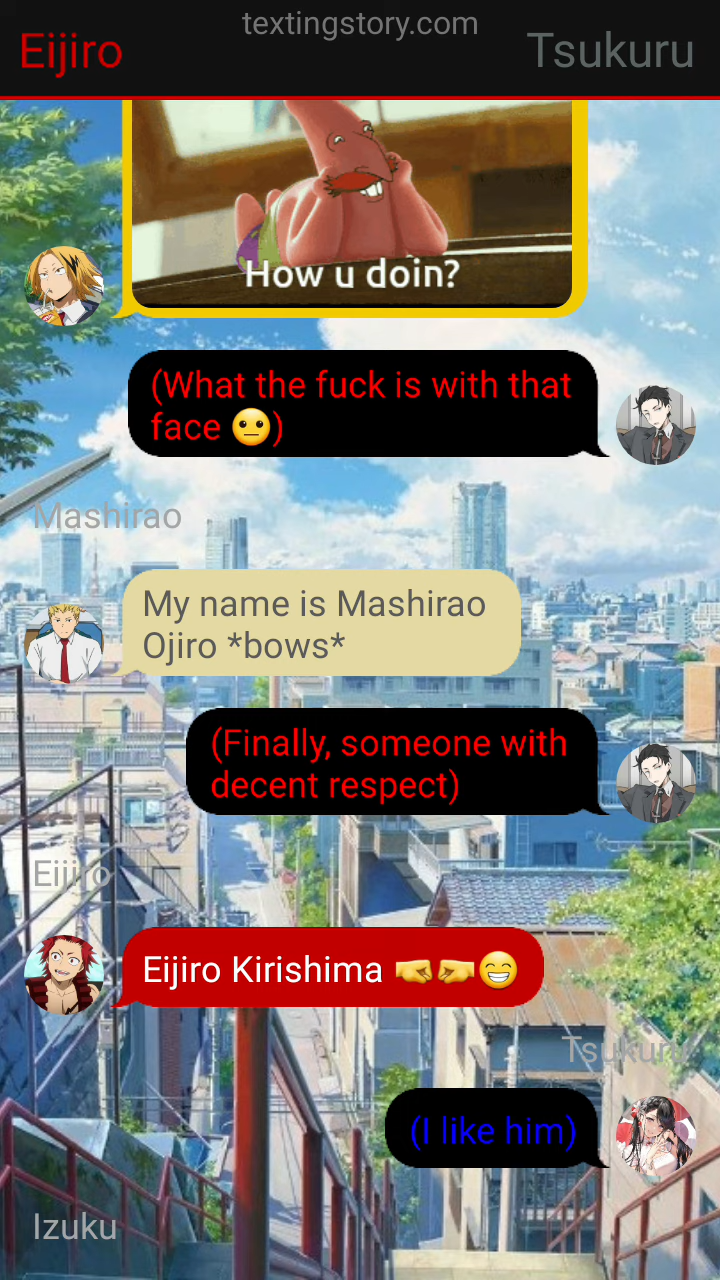 textingstory.com
Eijiro
Tsukuru
How u doin?
(What the fuck is with that
face 😐)
Mashirao
My name is Mashirao
Ojiro *bows*
(Finally, someone with
decent respect)
Eijiro
Eijiro Kirishima 🤜🤛😁
Tsukuru
(I like him)
Izuku